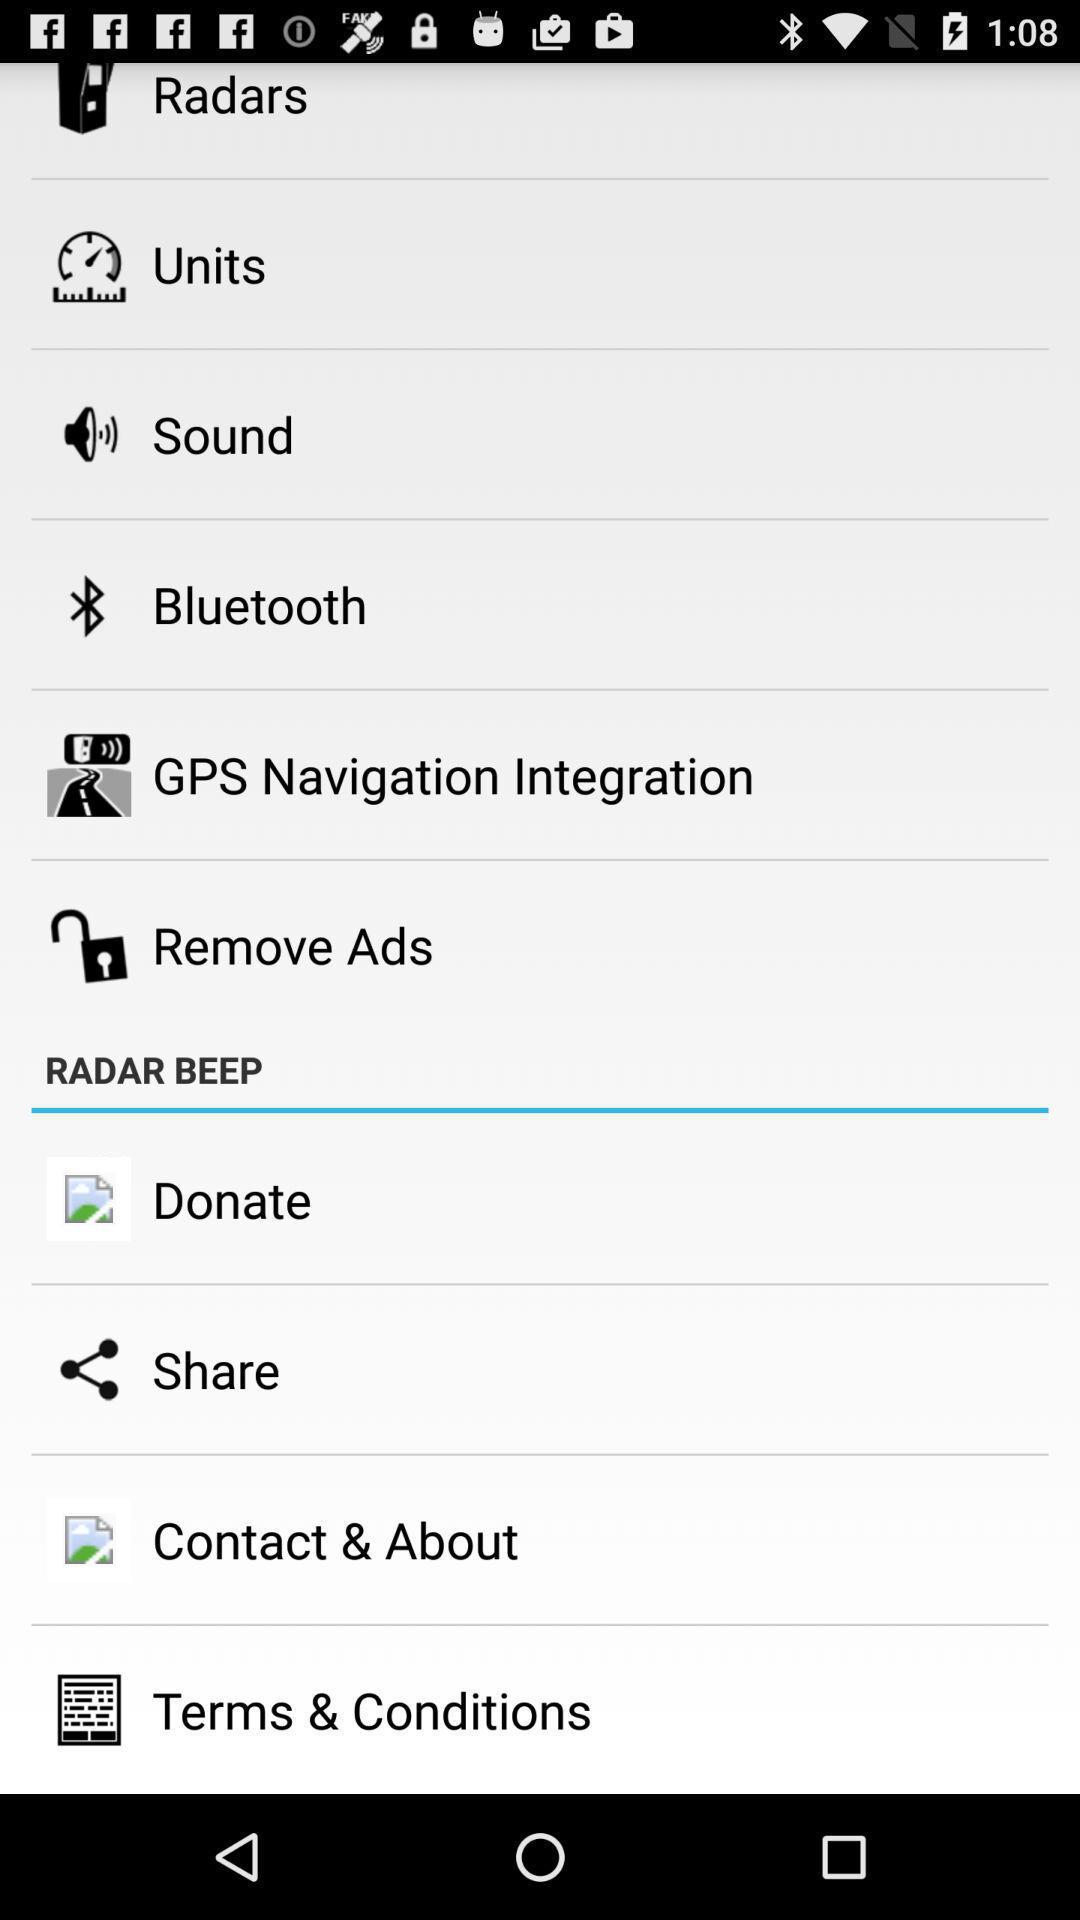 FAKE 1:08
Radars
Units
Sound
Bluetooth
GPS Navigation Integration
Remove Ads
RADAR BEEP
Donate
Share
Contact & About
Terms & Conditions